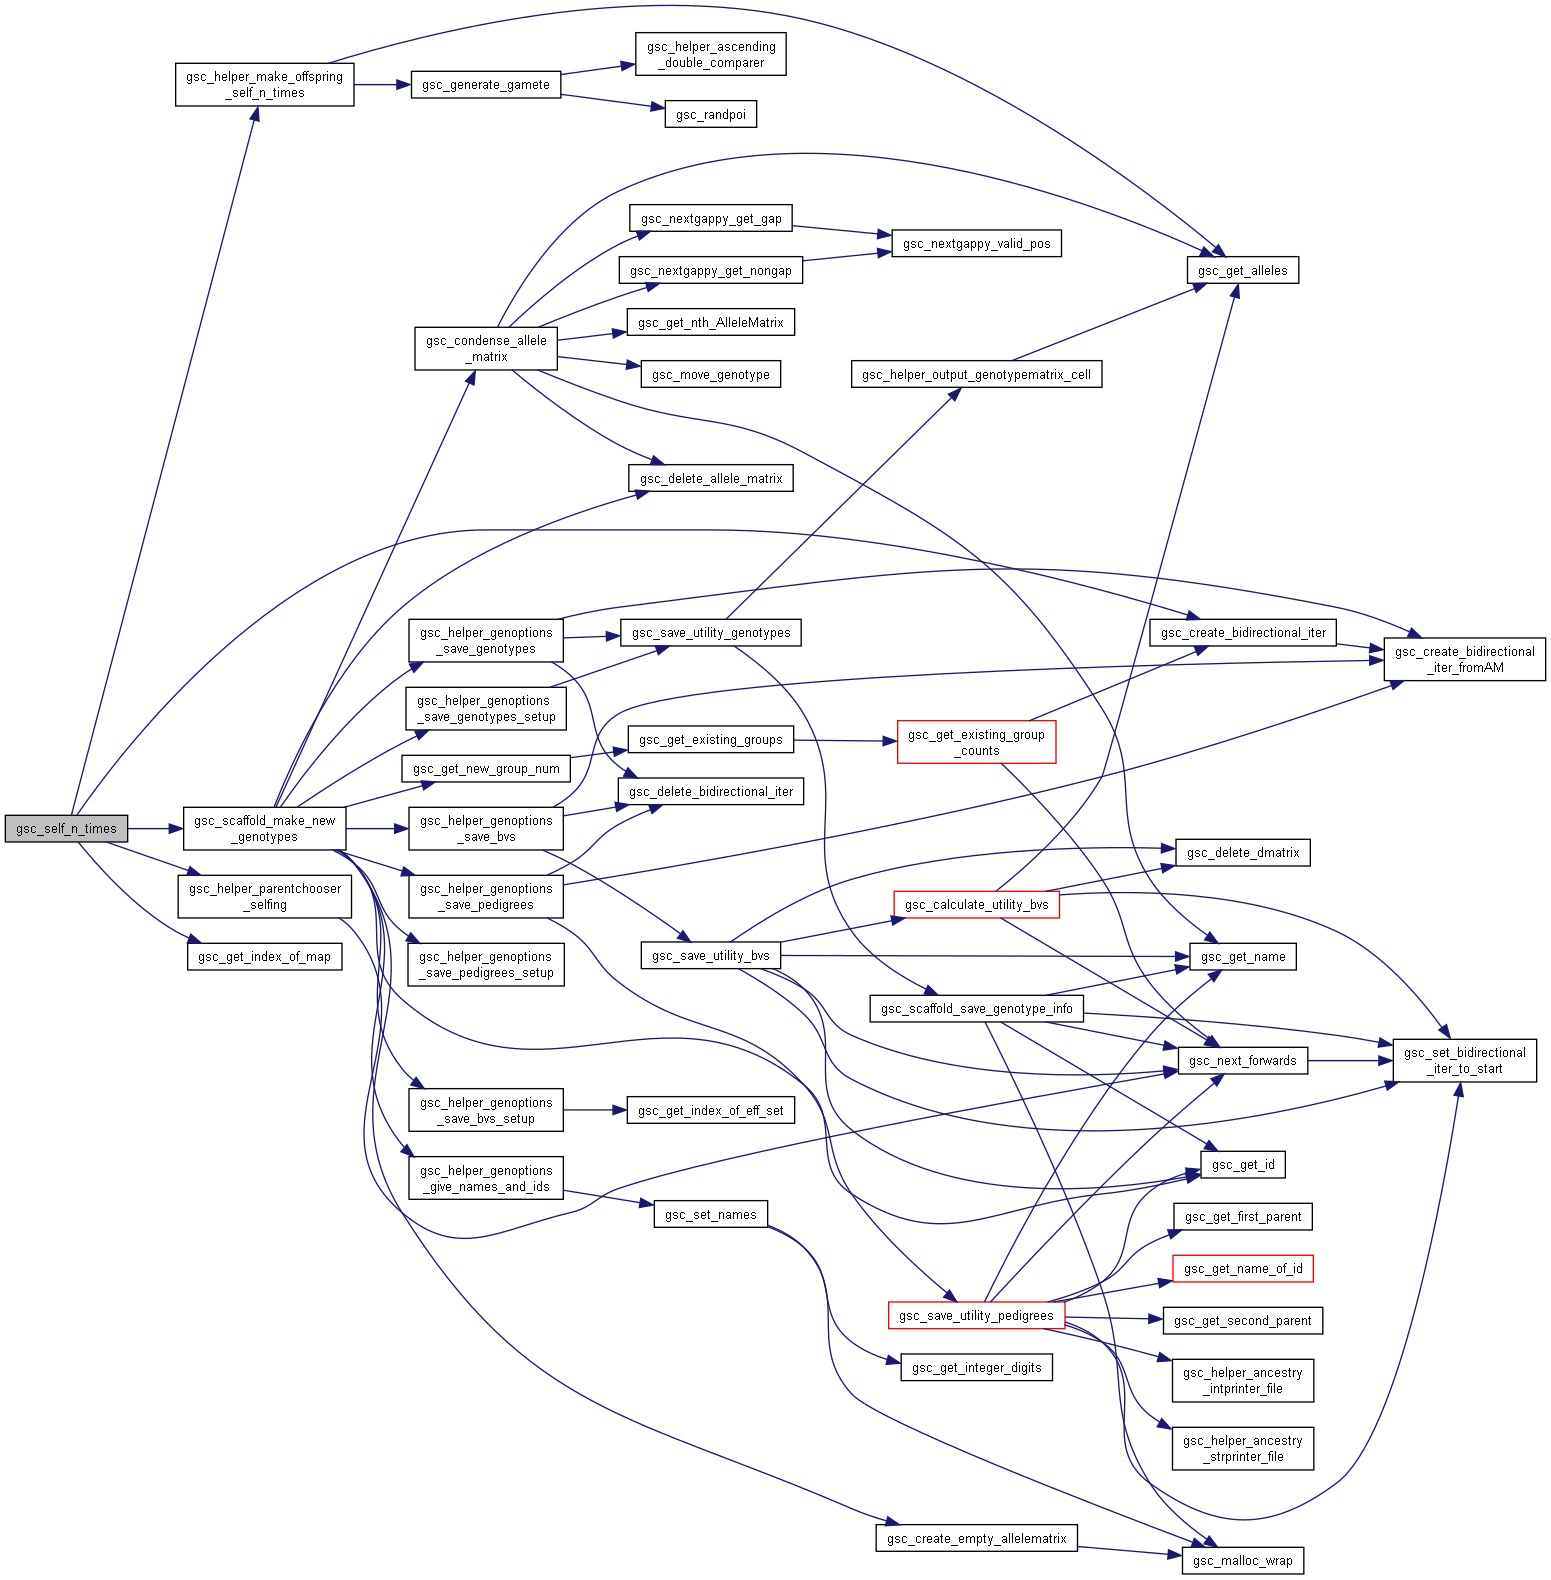 gsc_helper_ascending
_double_comparer
gsc_helper_make_offspring
_self_n_times
gsc_generate_gamete
gsc_randpoi
gsc_nextgappy_get_gap
gsc_nextgappy_valid_pos
gsc_nextgappy_get_nongap
gsc_get_alleles
gsc_get_nth_AlleleMatrix
gsc_condense_allele
_matrix
gsc_move_genotype
gsc_helper_output_genotypematrix_cell
gsc_delete_allele_matrix
gsc_helper_genoptions
_save_genotypes
gsc_save_utility_genotypes
gsc_create_bidirectional_iter
gsc_create_bidirectional
_iter_fromAM
gsc_helper_genoptions
_save_genotypes_setup
gsc_get_existing_groups
gsc_get_existing_group
_counts
gsc_get_new_group_num
gsc_delete_bidirectional_iter
gsc_self_n_times
gsc_scaffold_make_new
_genotypes
gsc_helper_genoptions
_save_bvs
gsc_delete_dmatrix
gsc_helper_parentchooser
_selfing
gsc_helper_genoptions
_save_pedigrees
gsc_calculate_utility_bvs
gsc_get_index_of_map
gsc_helper_genoptions
_save_pedigrees_setup
gsc_save_utility_bvs
gsc_get_name
gsc_scaffold_save_genotype_info
gsc_next_forwards
gsc_set_bidirectional
_iter_to_start
gsc_helper_genoptions
_save_bvs_setup
gsc_get_index_of_eff_set
gsc_helper_genoptions
_give_names_and_ids
gsc_get_id
gsc_set_names
gsc_get_first_parent
gsc_get_name_of_id
gsc_save_utility_pedigrees
gsc_get_second_parent
gsc_get_integer_digits
gsc_helper_ancestry
_intprinter_file
gsc_helper_ancestry
_strprinter_file
gsc_create_empty_allelematrix
gsc_malloc_wrap